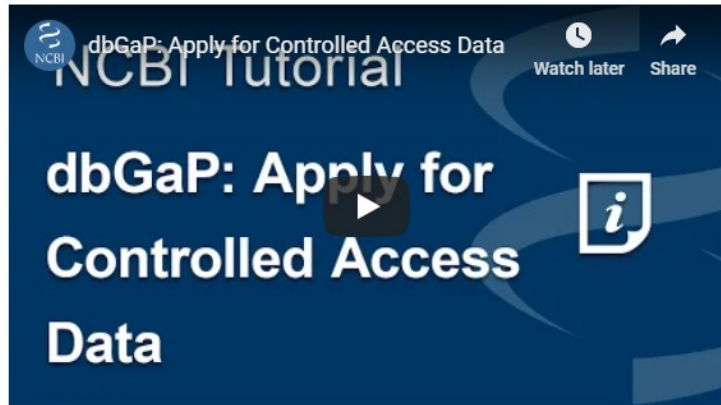 NCBI
dbGaP: Apply for Controlled Access Data
Watch later
Share
NCBI Tutorial
dbGaP: Apply for
Controlled Access
Data
i